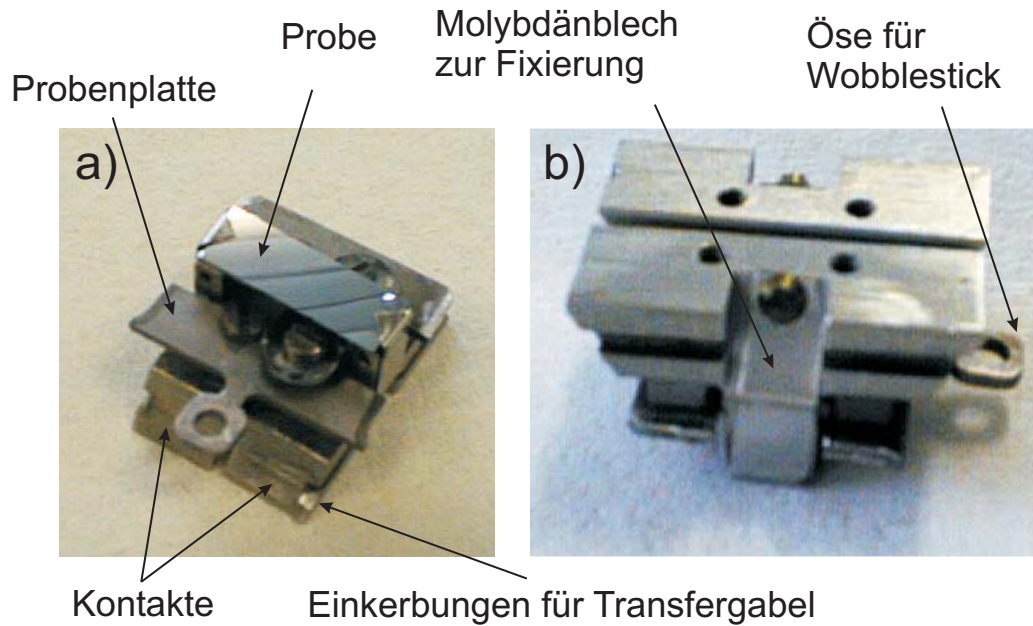 Probe
Molybdänblech
zur Fixierung
Öse für
Wobblestick
Probenplatte
a)
b)
Kontakte
Einkerbungen für Transfergabel